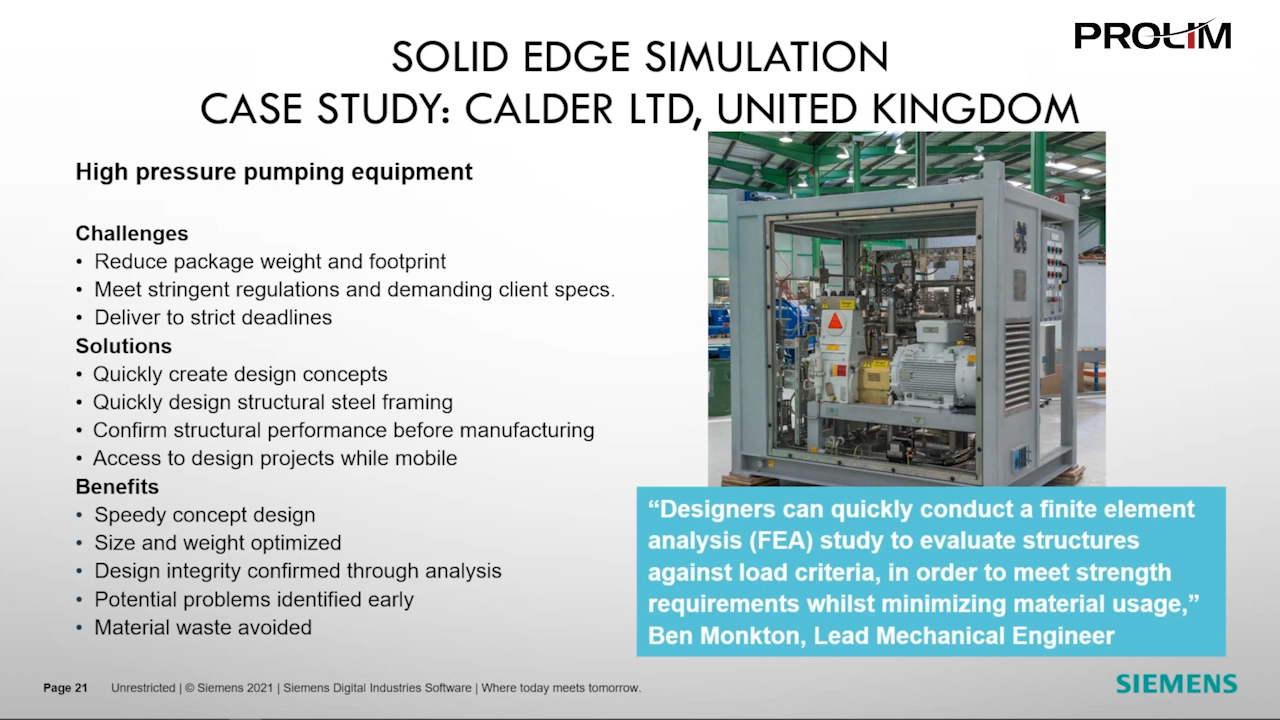 PROLIM
SOLID EDGE SIMULATION
CASE STUDY: CALDER LTD, UNITED KINGDOM
High pressure pumping equipment
Challenges
• Reduce package weight and footprint
• Meet stringent regulations and demanding client specs.
• Deliver to strict deadlines
Solutions
• Quickly create design concepts
• Quickly design structural steel framing
• Confirm structural performance before manufacturing
• Access to design projects while mobile
Benefits
• Speedy concept design
• Size and weight optimized
• Design integrity confirmed through analysis
• Potential problems identified early
• Material waste avoided
“Designers can quickly conduct a finite element
analysis (FEA) study to evaluate structures
against load criteria, in order to meet strength
requirements whilst minimizing material usage,”
Ben Monkton, Lead Mechanical Engineer
Page 21 Unrestricted | © Siemens 2021 | Siemens Digital Industries Software | Where today meets tomorrow.
SIEMENS